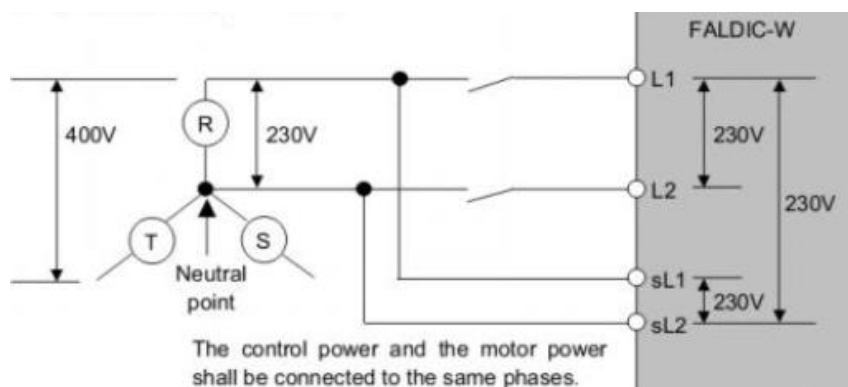 FALDIC-W
L1
R
400V
230V
230V
L2
230V
T
S
sL1
Neutral
point
230V
sL2
The control power and the motor power
shall be connected to the same phases.